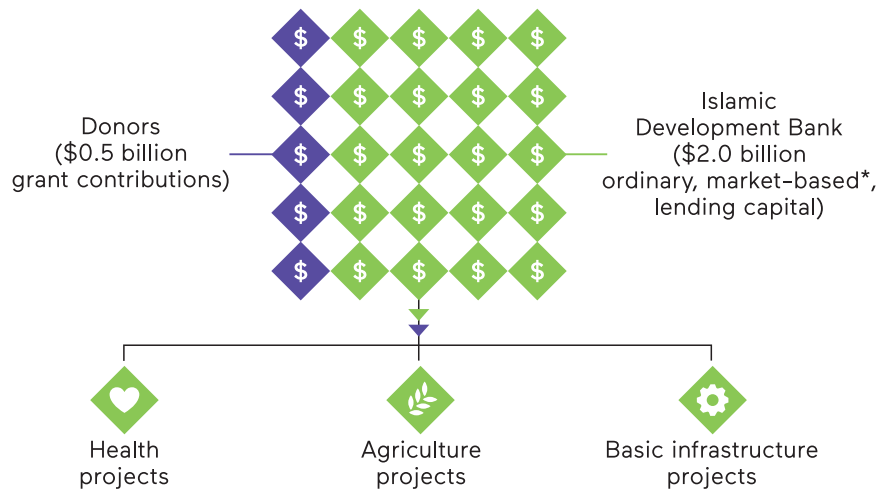 $ $ $ $ $
$ $ $ $ $
$ $ $ $ $
$ $ $ $ $
$ $ $ $ $
Donors
($0.5 billion
grant contributions)
Islamic
Development Bank
($2.0 billion
ordinary, market-based*,
lending capital)
Health
projects
Agriculture
projects
Basic infrastructure
projects